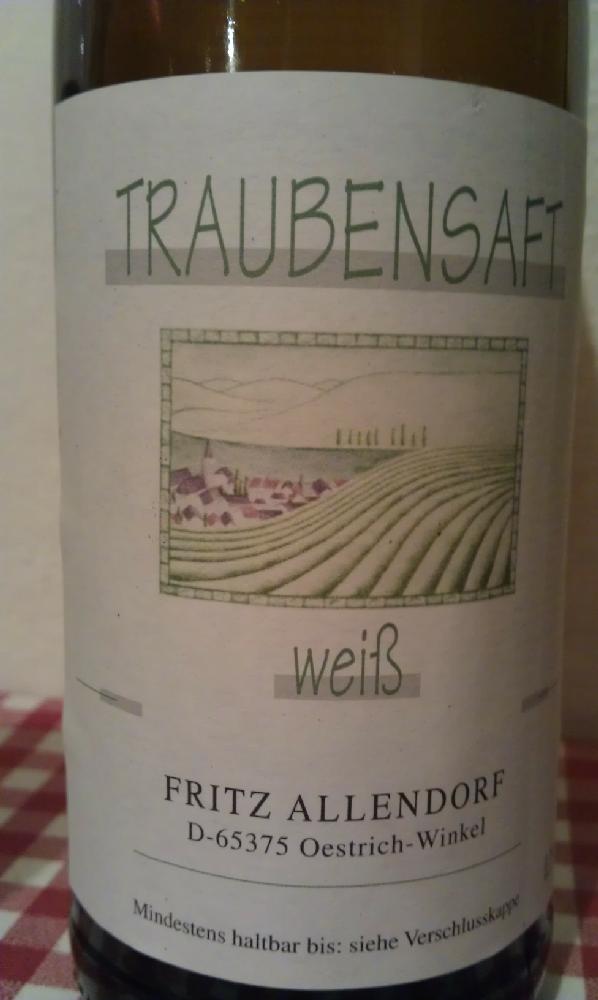 TRAUBENSAFT
weiß
FRITZ ALLENDORF
D-65375 Oestrich-Winkel
Mindestens haltbar bis: siehe Verschlusskappe